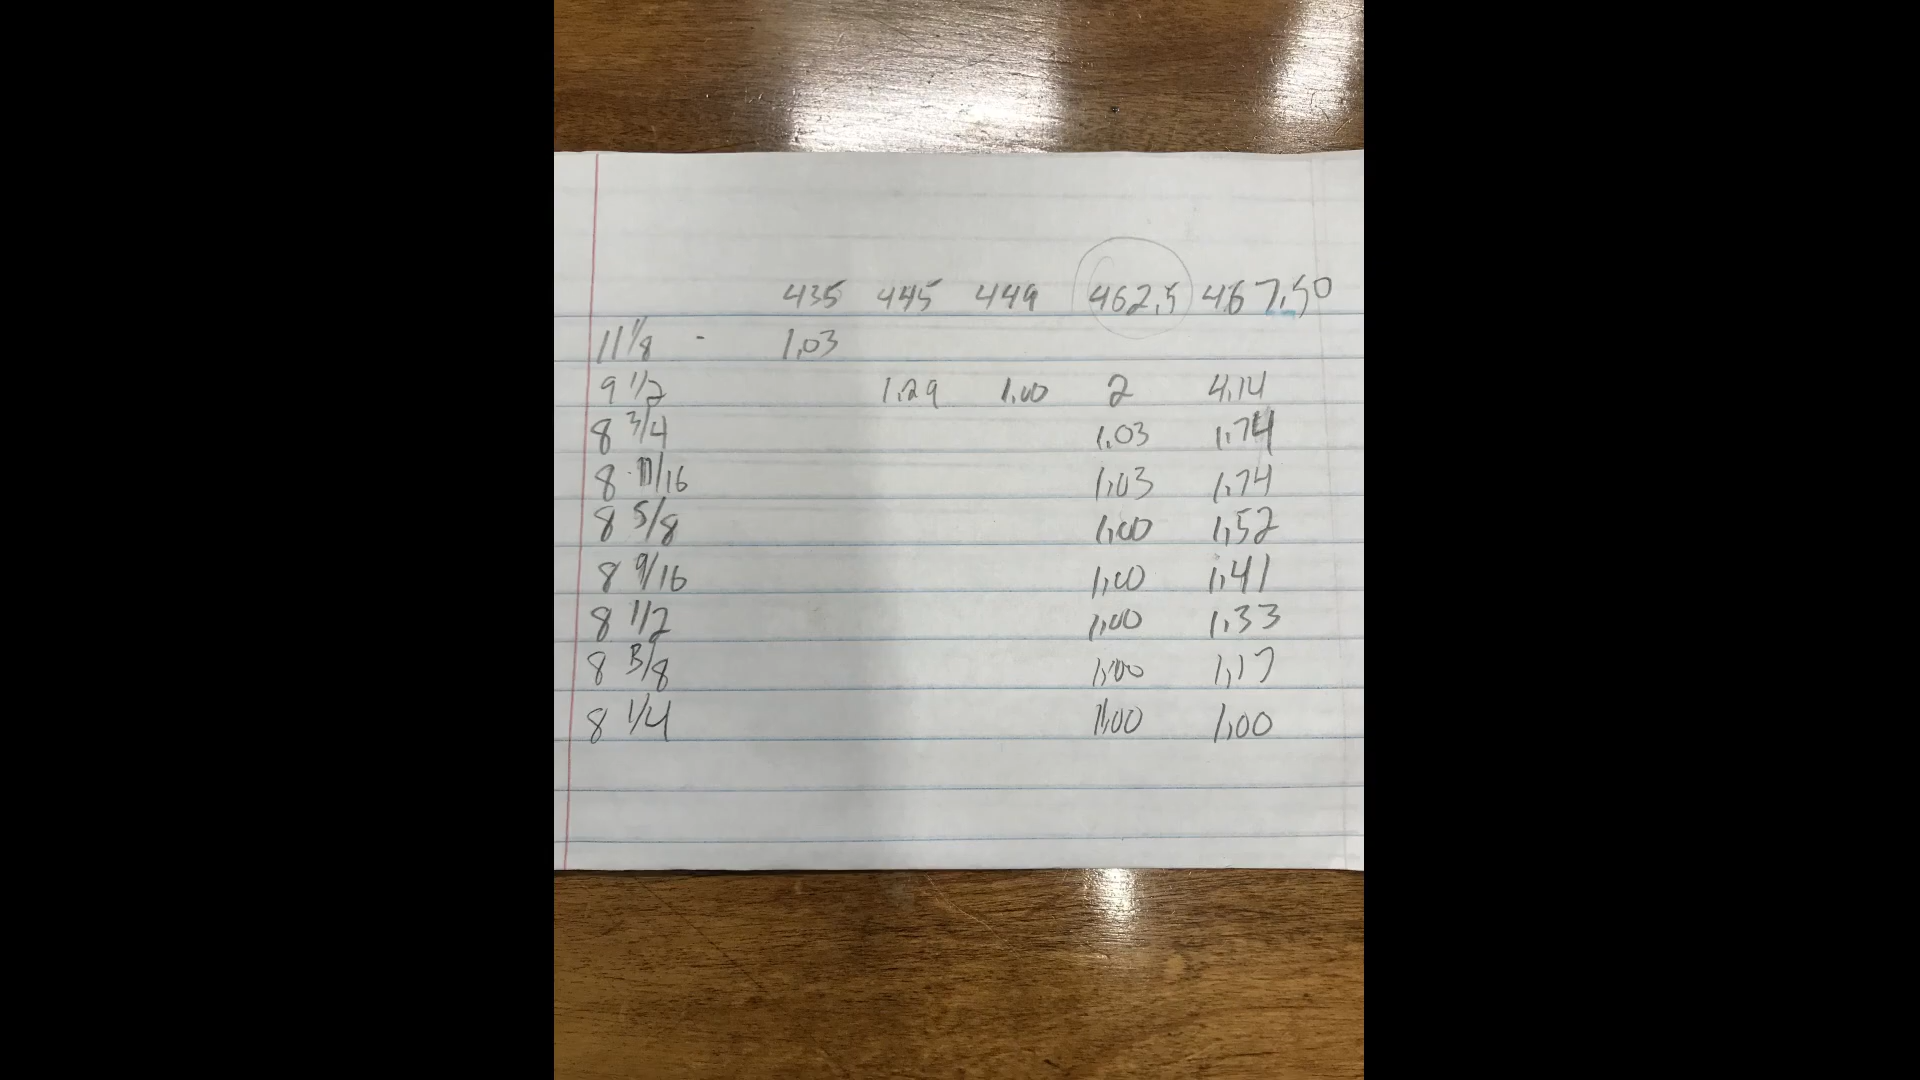 435 445 449 462.5 467.50
11 1/8 - 1.03
9 1/2 1.29 1.00 2 4.14
8 3/4 1.03 1.74
8 11/16 1.03 1.74
8 5/8 1.00 1.52
8 9/16 1.00 1.41
8 1/2 1.00 1.33
8 3/8 1.00 1.17
8 1/4 1.00 1.00